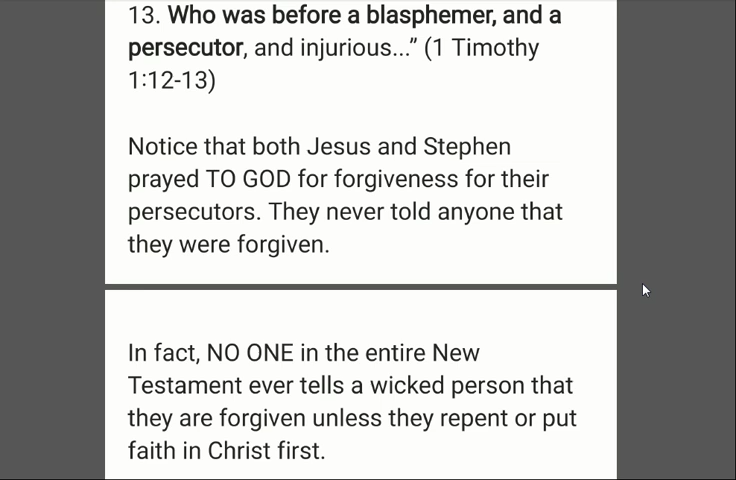 13. Who was before a blasphemer, and a
persecutor, and injurious...” (1 Timothy
1:12-13)
Notice that both Jesus and Stephen
prayed TO GOD for forgiveness for their
persecutors. They never told anyone that
they were forgiven.
In fact, NO ONE in the entire New
Testament ever tells a wicked person that
they are forgiven unless they repent or put
faith in Christ first.